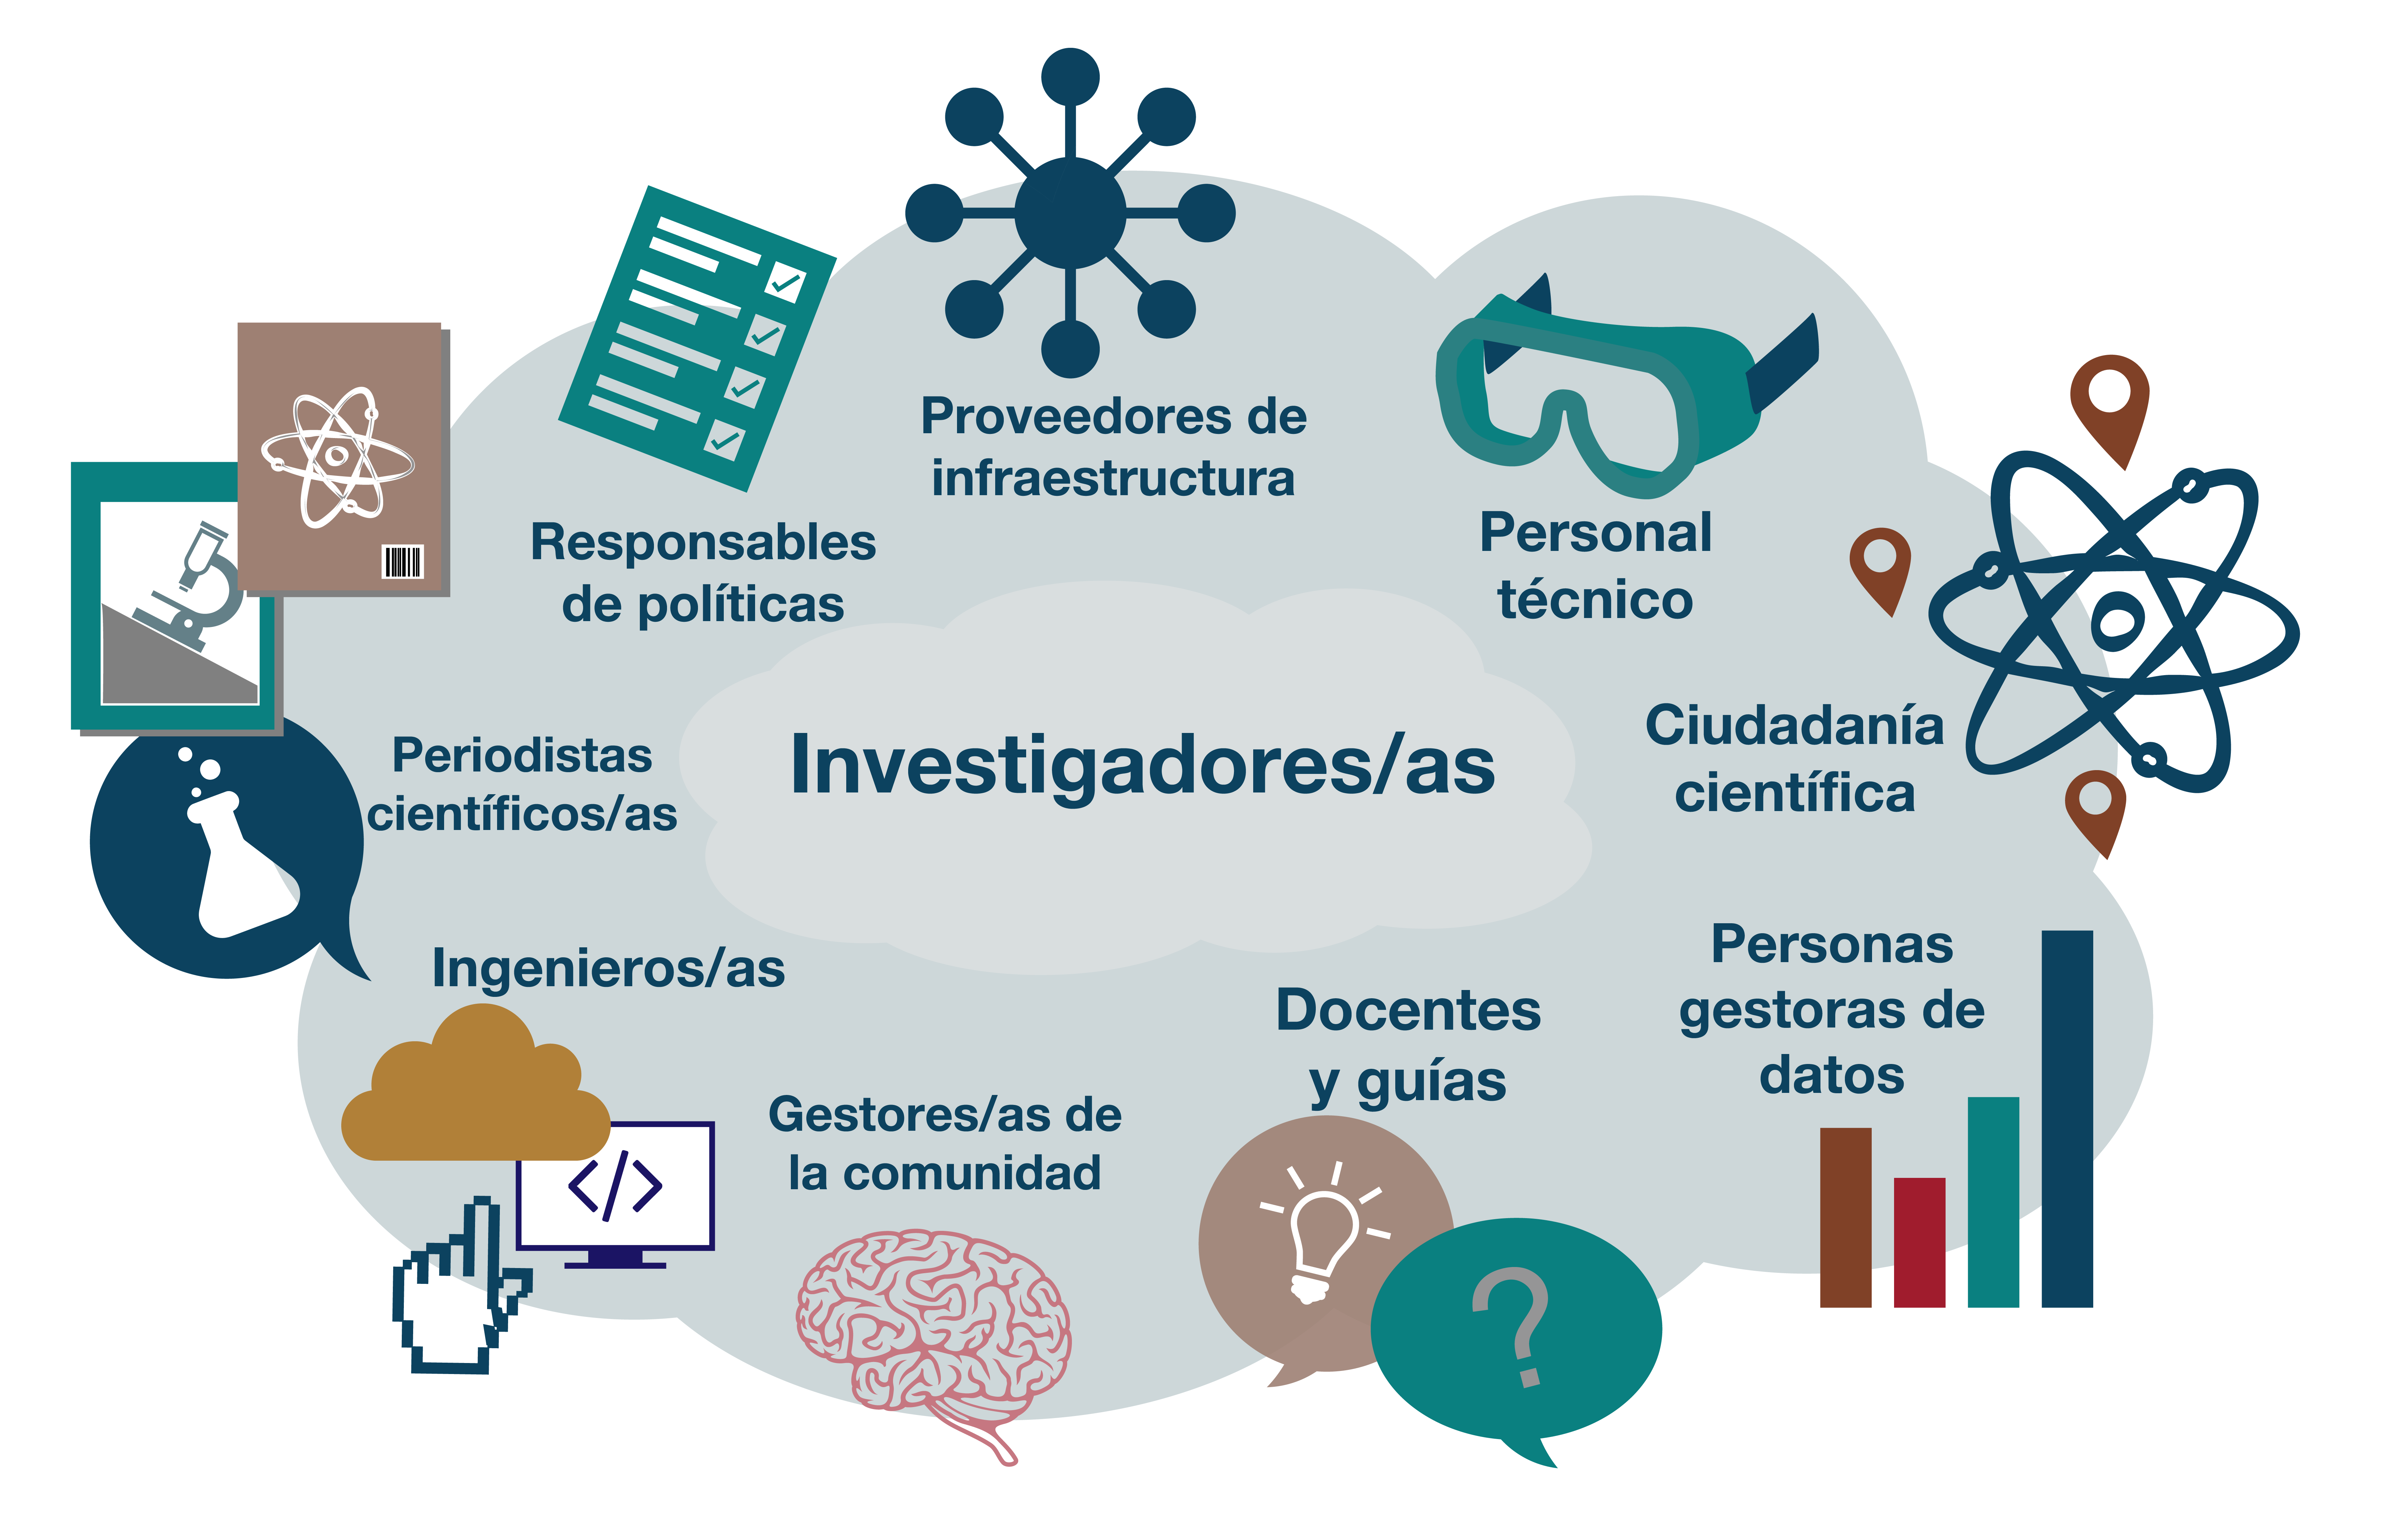 Proveedores de
infraestructura
Responsables
de políticas
Personal
técnico
Periodistas
científicos/as
Investigadores/as
Ciudadanía
científica
Ingenieros/as
Gestores/as de
la comunidad
Docentes
y guías
Personas
gestoras de
datos
</>
?